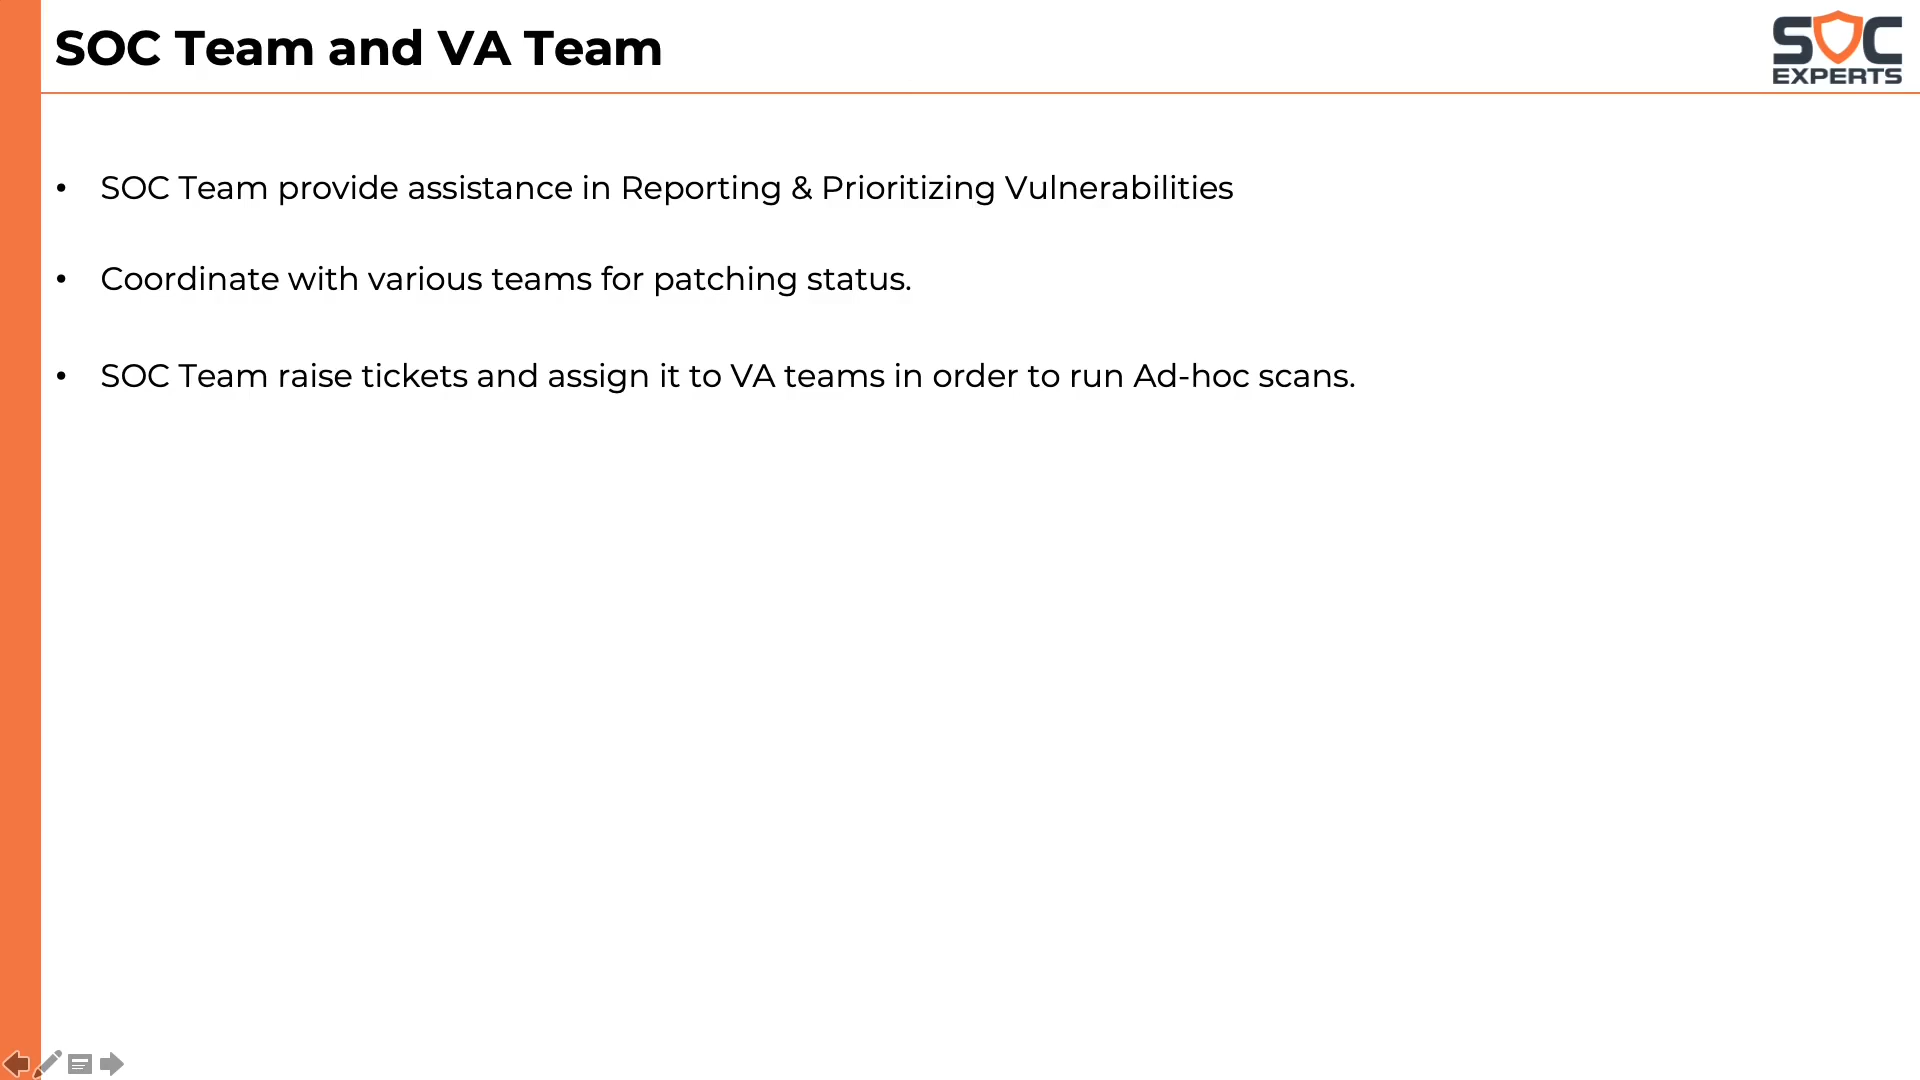 SOC Team and VA Team
SOC
EXPERTS
• SOC Team provide assistance in Reporting & Prioritizing Vulnerabilities
• Coordinate with various teams for patching status.
• SOC Team raise tickets and assign it to VA teams in order to run Ad-hoc scans.